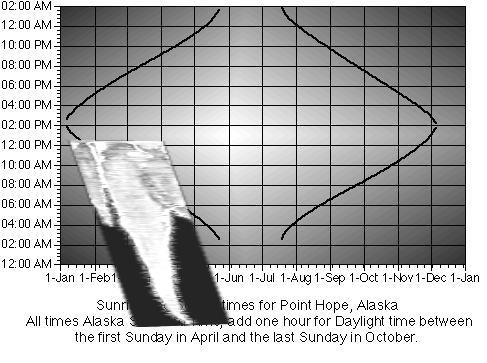 02:00 AM
12:00 AM
10:00 PM
08:00 PM
06:00 PM
04:00 PM
02:00 PM
12:00 PM
10:00 AM
08:00 AM
06:00 AM
04:00 AM
02:00 AM
12:00 AM
1-Jan 1-Feb 1-Jun 1-Jul 1-Aug 1-Sep 1-Oct 1-Nov 1-Dec 1-Jan
times for Point Hope, Alaska
All times Alaska add one hour for Daylight time between
the first Sunday in April and the last Sunday in October.